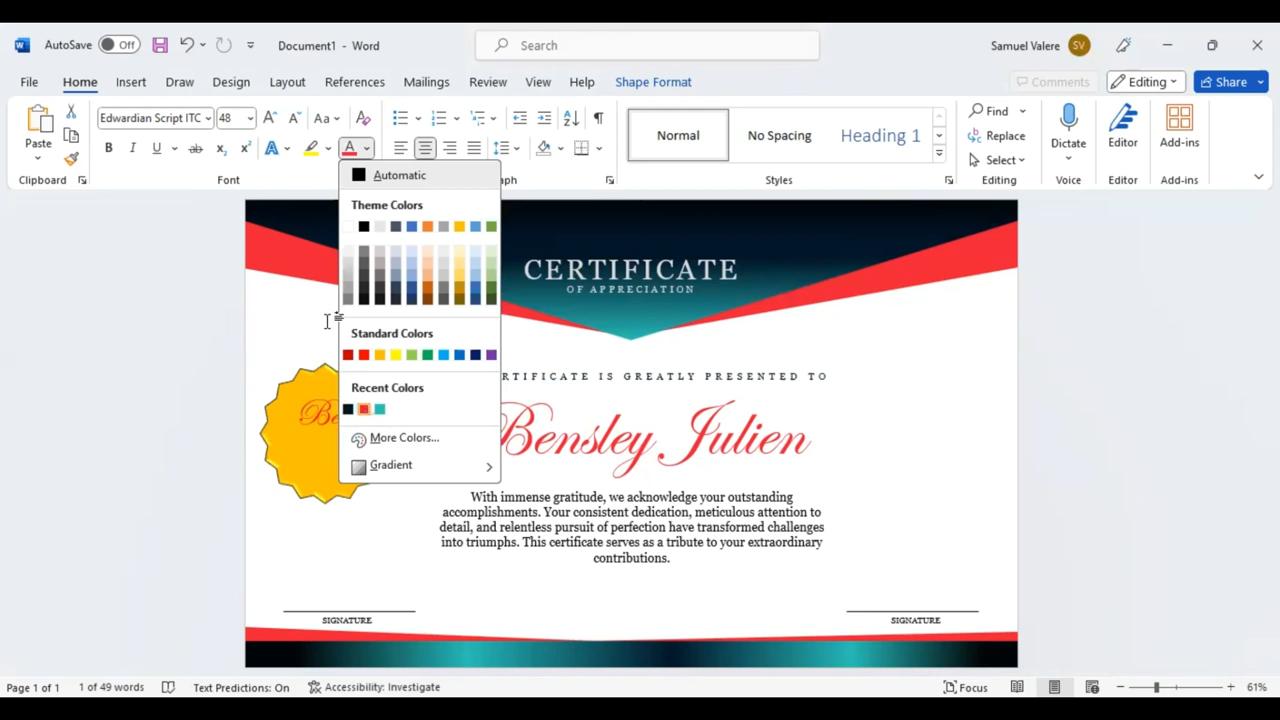 AutoSave Off Document1 - Word Search Samuel Valere SV
File Home Insert Draw Design Layout References Mailings Review View Help Shape Format Comments Editing Share
Paste Edwardian Script ITC 48 Normal No Spacing Heading 1 Find Replace Select Dictate Editor Add-ins
Clipboard Font Styles Editing Voice Editor Add-ins
Automatic
Theme Colors
Standard Colors
Recent Colors
More Colors...
Gradient
CERTIFICATE
OF APPRECIATION
RTIFICATE IS GREATLY PRESENTED TO
Be
Bensley Julien
With immense gratitude, we acknowledge your outstanding
accomplishments. Your consistent dedication, meticulous attention to
detail, and relentless pursuit of perfection have transformed challenges
into triumphs. This certificate serves as a tribute to your extraordinary
contributions.
SIGNATURE SIGNATURE
Page 1 of 1 1 of 49 words Text Predictions: On Accessibility: Investigate Focus 61%